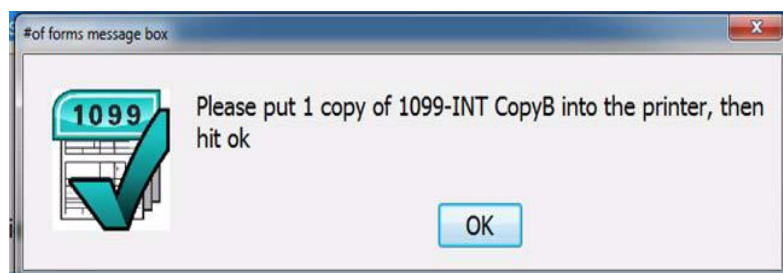 #of forms message box
1099
Please put 1 copy of 1099-INT CopyB into the printer, then
hit ok
OK